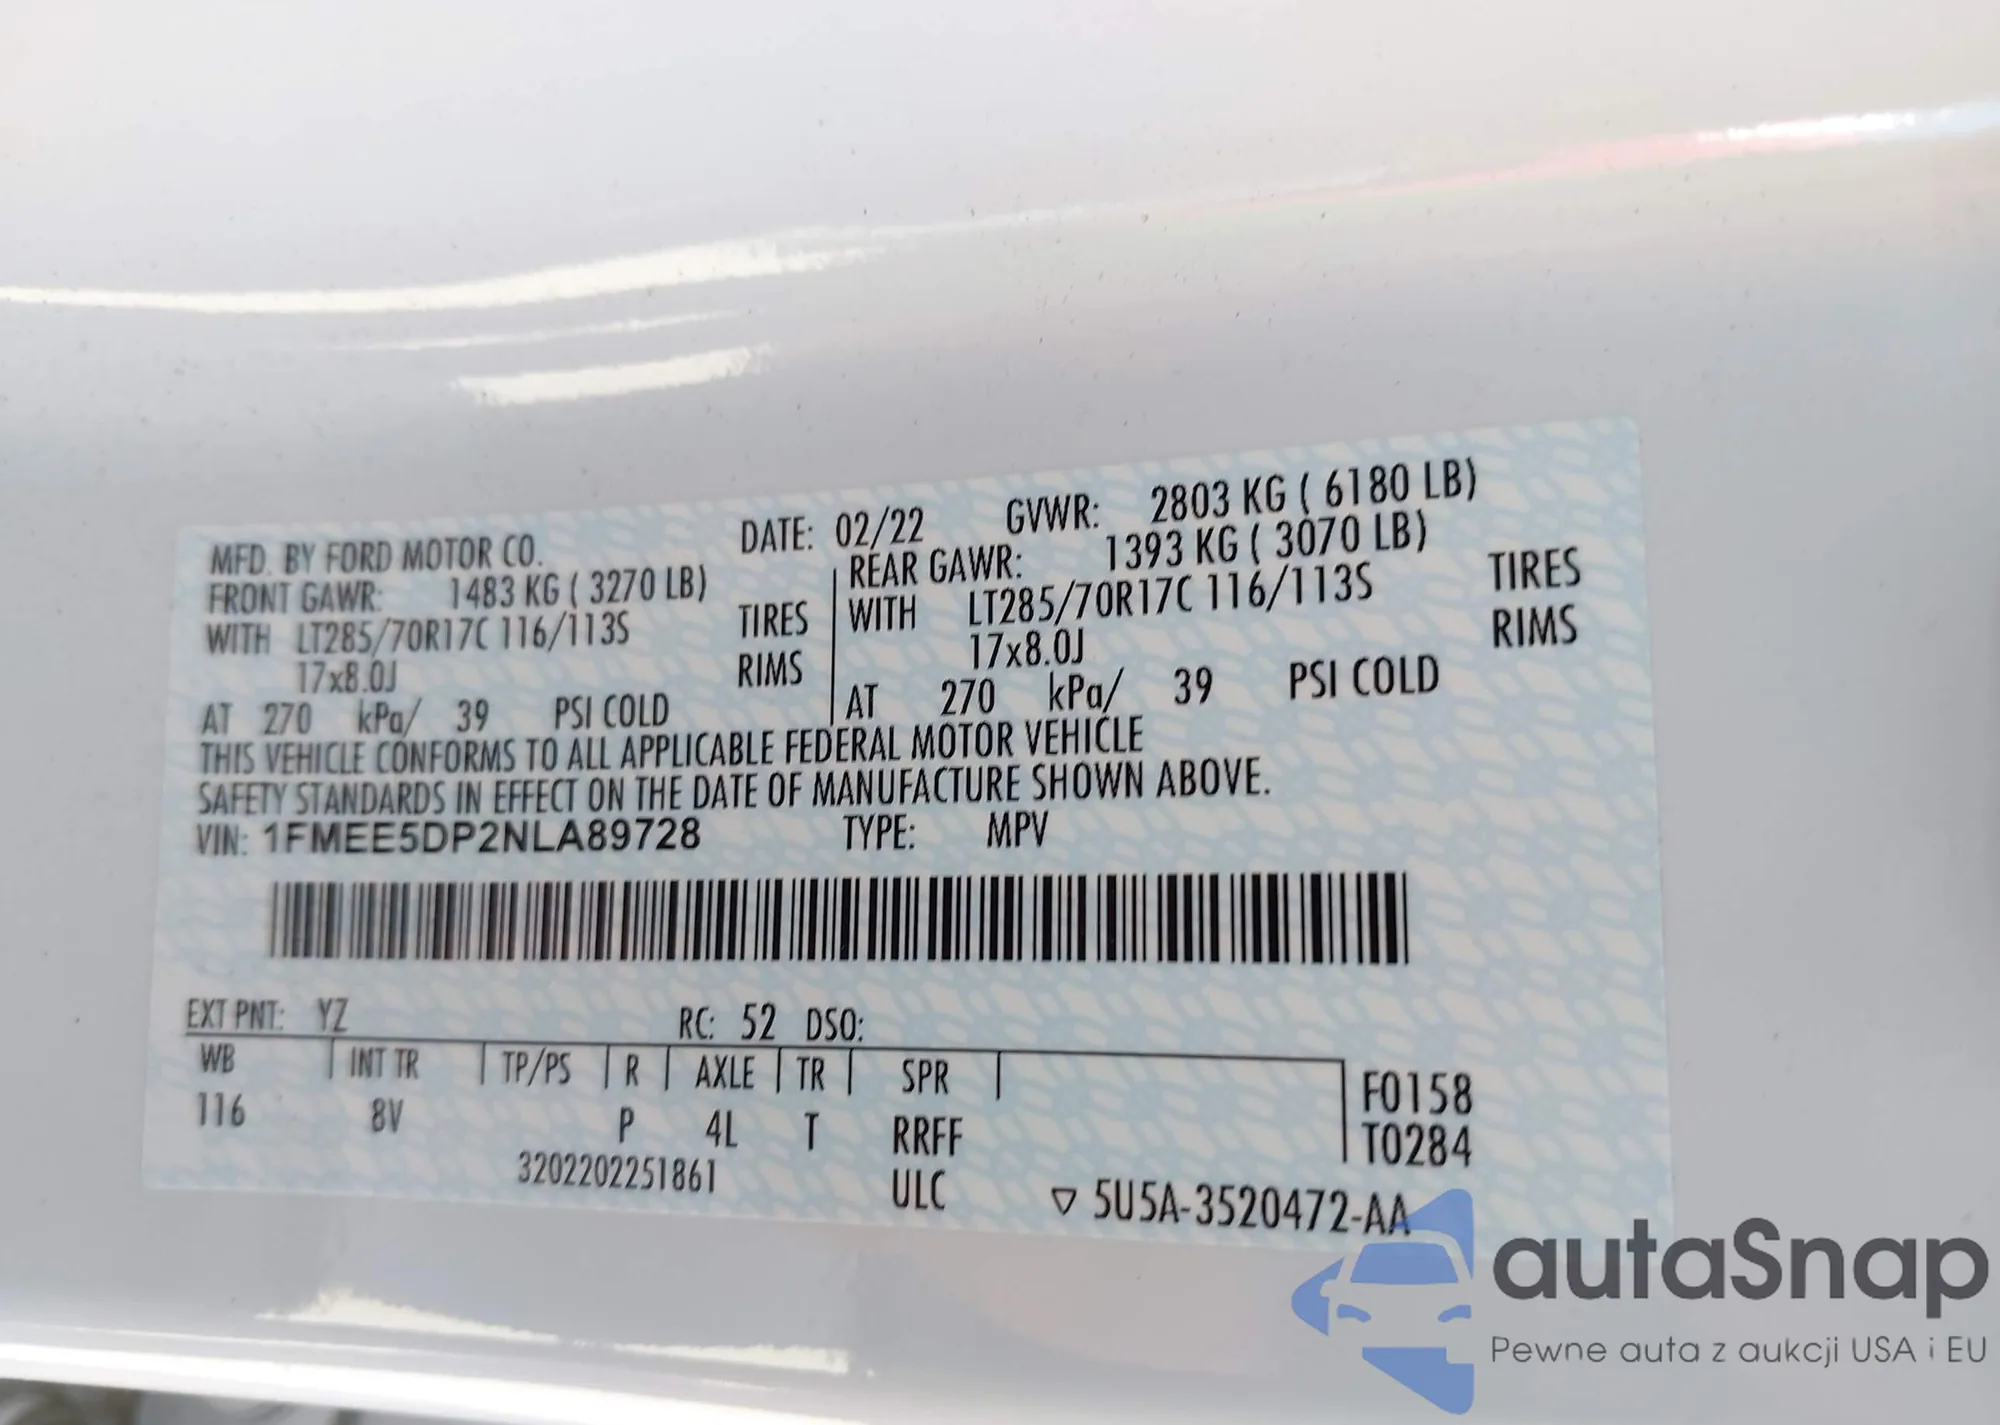 MFD. BY FORD MOTOR CO. DATE: 02/22 GVWR: 2803 KG ( 6180 LB)
FRONT GAWR: 1483 KG ( 3270 LB) REAR GAWR: 1393 KG ( 3070 LB)
WITH LT285/70R17C 116/113S TIRES WITH LT285/70R17C 116/113S TIRES
17x8.0J RIMS 17x8.0J RIMS
AT 270 kPa/ 39 PSI COLD AT 270 kPa/ 39 PSI COLD
THIS VEHICLE CONFORMS TO ALL APPLICABLE FEDERAL MOTOR VEHICLE
SAFETY STANDARDS IN EFFECT ON THE DATE OF MANUFACTURE SHOWN ABOVE.
VIN: 1FMEE5DP2NLA89728 TYPE: MPV
EXT PNT: YZ RC: 52 DSO:
WB INT TR TP/PS R AXLE TR SPR F0158
116 8V P 4L T RRFF T0284
3202202251861 ULC ▽ 5U5A-3520472-AA
autaSnap
Pewne auta z aukcji USA i EU